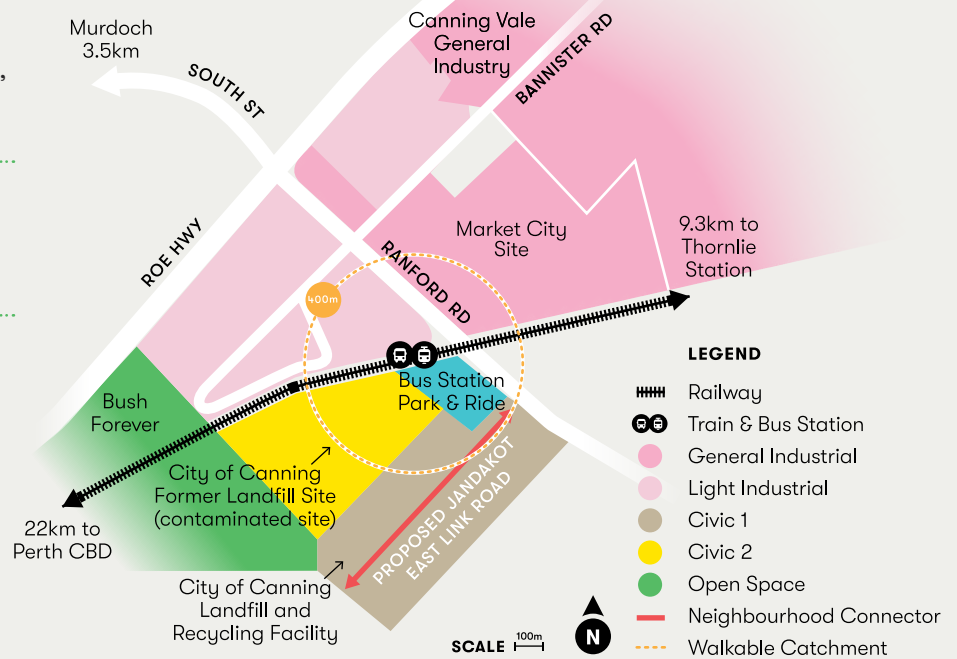 Murdoch
3.5km
,
SOUTH ST
Canning Vale
General
Industry
BANNISTER RD
ROE HWY
Market City
Site
RANFORD RD
9.3km to
Thornlie
Station
400m
Bus Station
Park & Ride
Bush
Forever
City of Canning
Former Landfill Site
(contaminated site)
22km to
Perth CBD
PROPOSED JANDAKOT
EAST LINK ROAD
City of Canning
Landfill and
Recycling Facility
SCALE 100m
N
LEGEND
Railway
Train & Bus Station
General Industrial
Light Industrial
Civic 1
Civic 2
Open Space
Neighbourhood Connector
Walkable Catchment